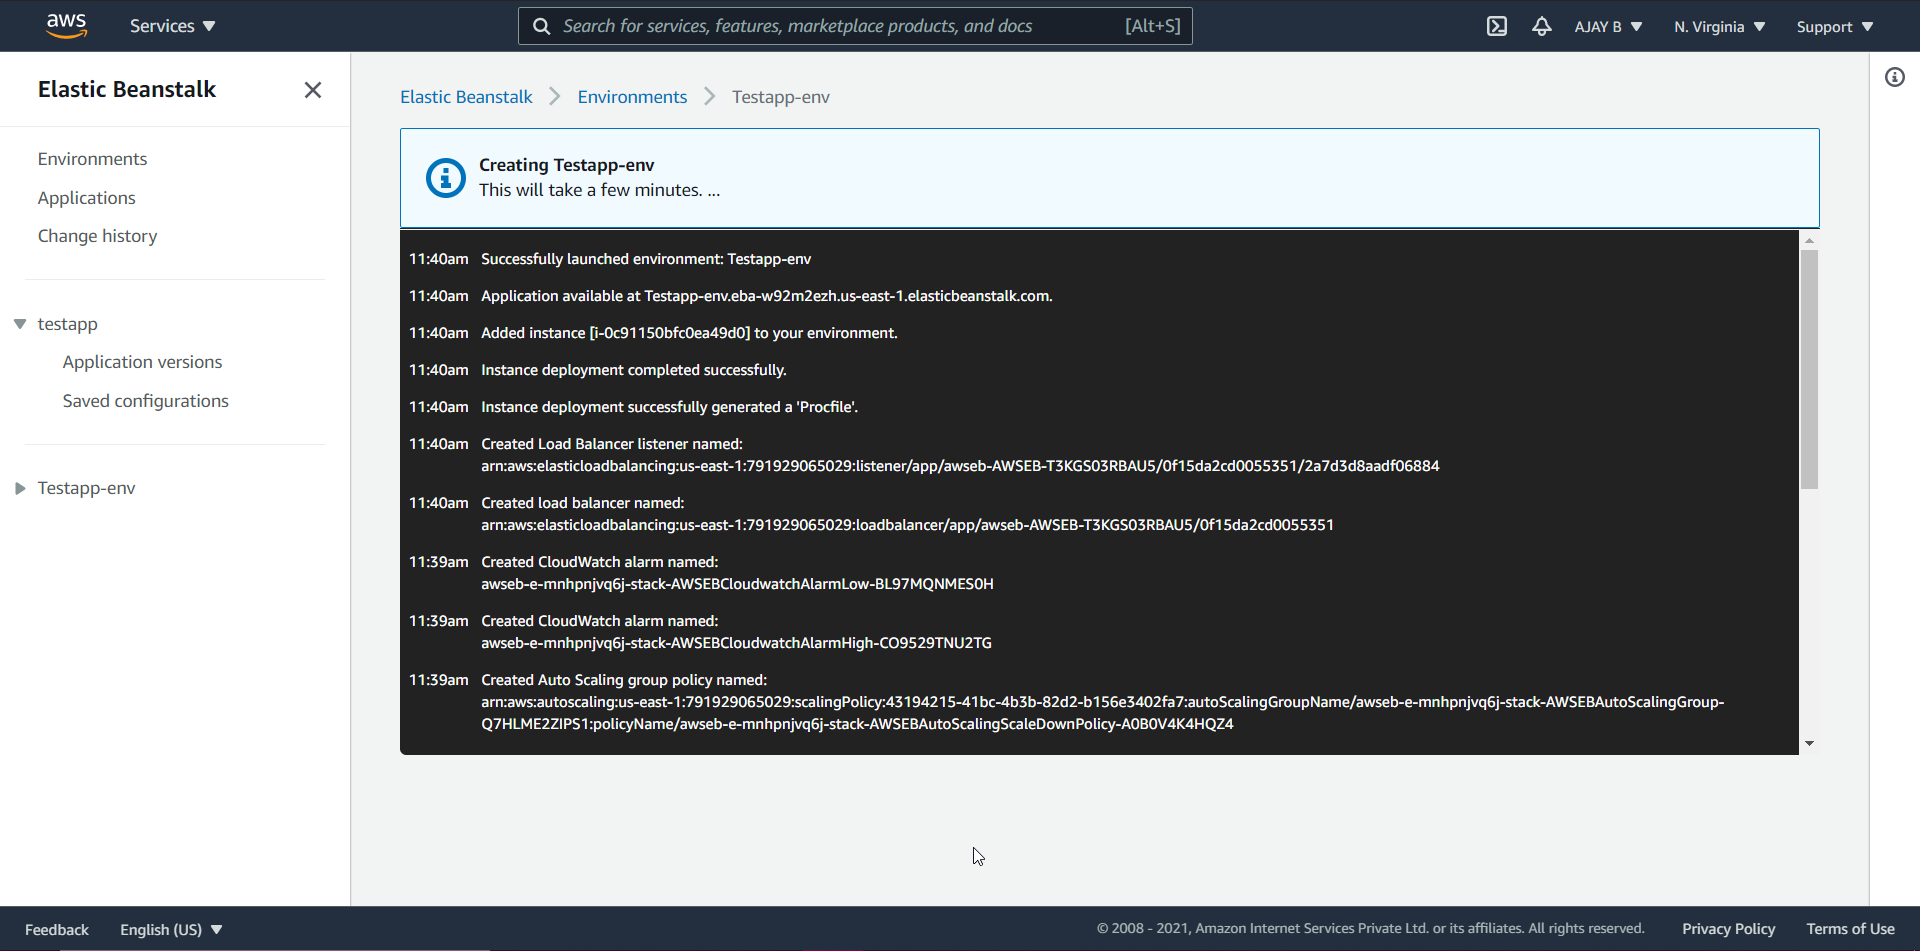 aws
Services
Search for services, features, marketplace products, and docs
[Alt+S]
AJAY B
N. Virginia
Support
Elastic Beanstalk
Environments
Applications
Change history
testapp
Application versions
Saved configurations
Testapp-env
Elastic Beanstalk
Environments
Testapp-env
Creating Testapp-env
This will take a few minutes. ...
11:40am Successfully launched environment: Testapp-env
11:40am Application available at Testapp-env.eba-w92m2ezh.us-east-1.elasticbeanstalk.com.
11:40am Added instance [i-0c91150bfc0ea49d0] to your environment.
11:40am Instance deployment completed successfully.
11:40am Instance deployment successfully generated a 'Procfile'.
11:40am Created Load Balancer listener named:
arn:aws:elasticloadbalancing:us-east-1:791929065029:listener/app/awseb-AWSEB-T3KGS03RBAU5/0f15da2cd0055351/2a7d3d8aadf06884
11:40am Created load balancer named:
arn:aws:elasticloadbalancing:us-east-1:791929065029:loadbalancer/app/awseb-AWSEB-T3KGS03RBAU5/0f15da2cd0055351
11:39am Created CloudWatch alarm named:
awseb-e-mnhpnjvq6j-stack-AWSEBCloudwatchAlarmLow-BL97MQNMES0H
11:39am Created CloudWatch alarm named:
awseb-e-mnhpnjvq6j-stack-AWSEBCloudwatchAlarmHigh-CO9529TNU2TG
11:39am Created Auto Scaling group policy named:
arn:aws:autoscaling:us-east-1:791929065029:scalingPolicy:43194215-41bc-4b3b-82d2-b156e3402fa7:autoScalingGroupName/awseb-e-mnhpnjvq6j-stack-AWSEBAutoScalingGroup-
Q7HLME2ZIPS1:policyName/awseb-e-mnhpnjvq6j-stack-AWSEBAutoScalingScaleDownPolicy-A0B0V4K4HQZ4
Feedback
English (US)
© 2008 - 2021, Amazon Internet Services Private Ltd. or its affiliates. All rights reserved.
Privacy Policy
Terms of Use